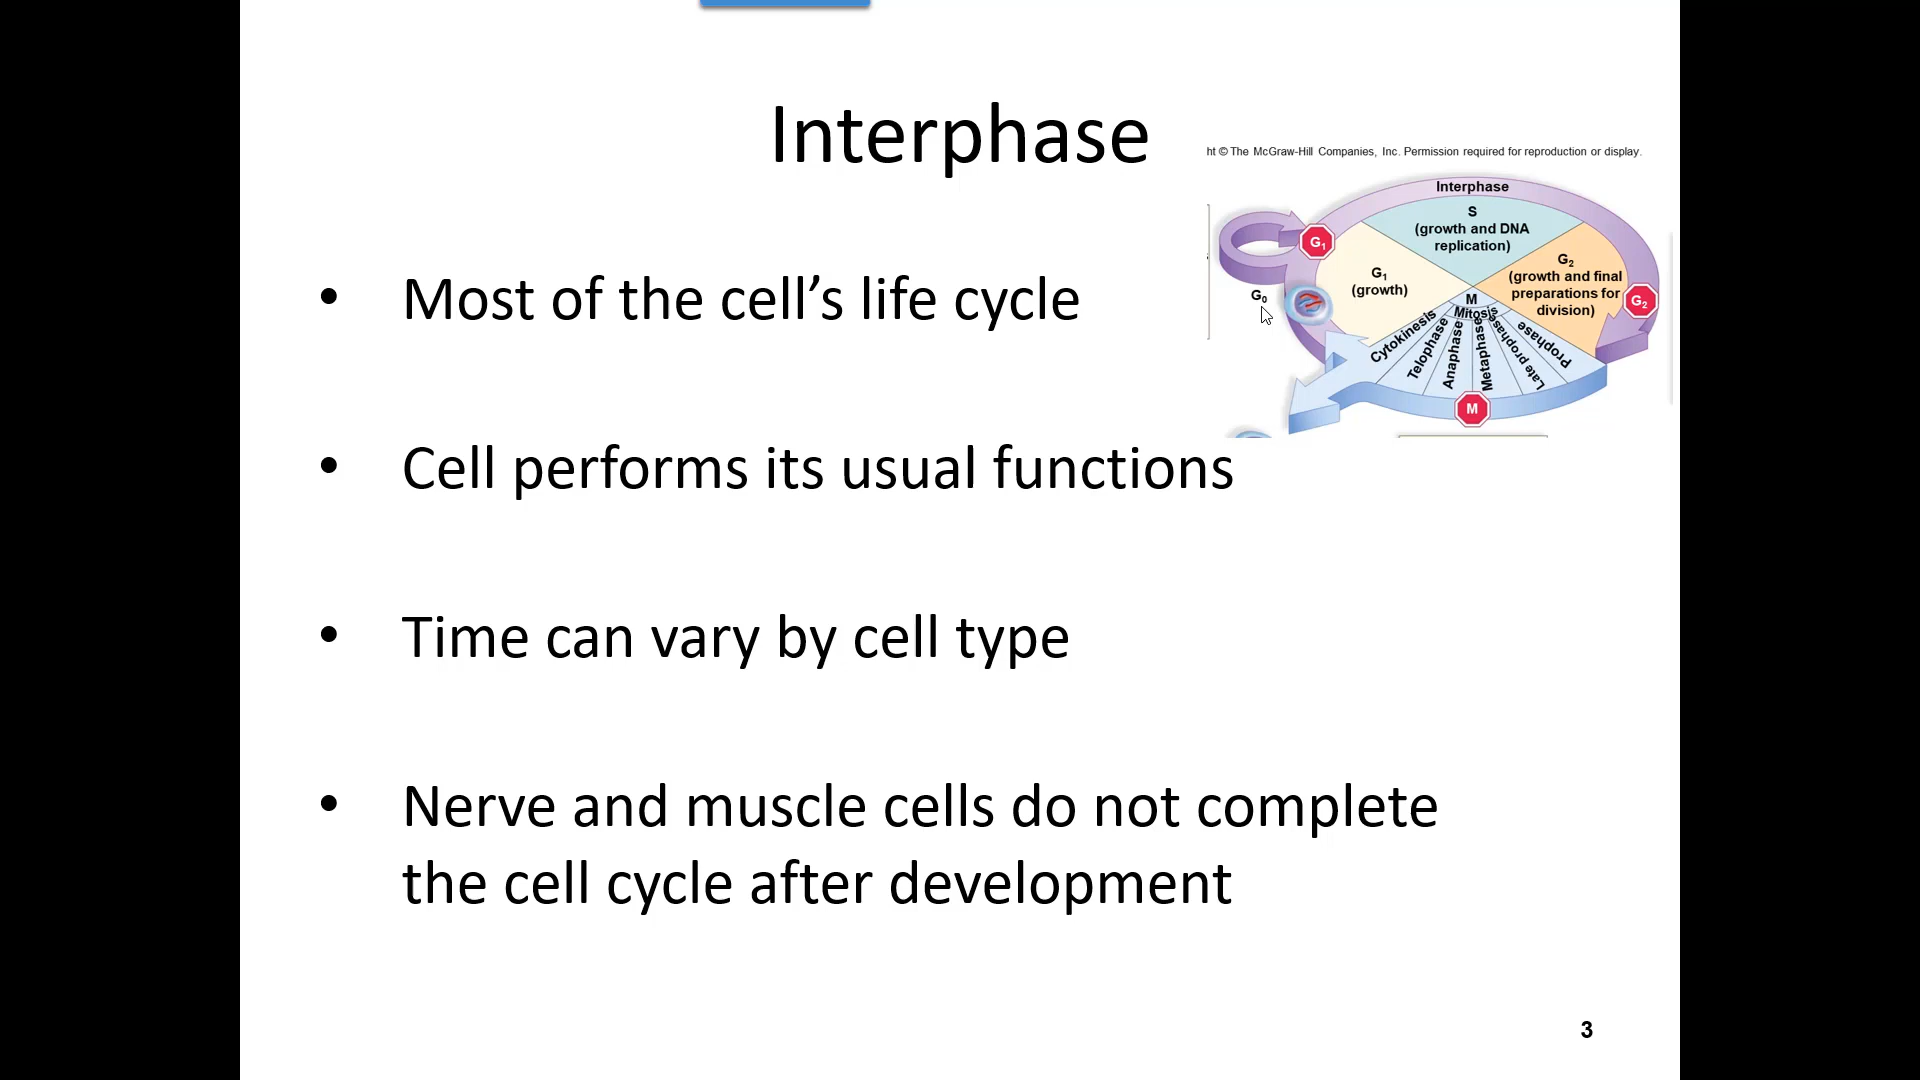 Interphase
ht © The McGraw-Hill Companies, Inc. Permission required for reproduction or display.
Interphase
S
(growth and DNA
replication)
G₁
G₁
(growth)
G₂
(growth and final
preparations for
division)
G₂
G₀
M
Mitosis
Cytokinesis
Telophase
Anaphase
Metaphase
Late prophase
Prophase
M
• Most of the cell’s life cycle
• Cell performs its usual functions
• Time can vary by cell type
• Nerve and muscle cells do not complete
the cell cycle after development
3